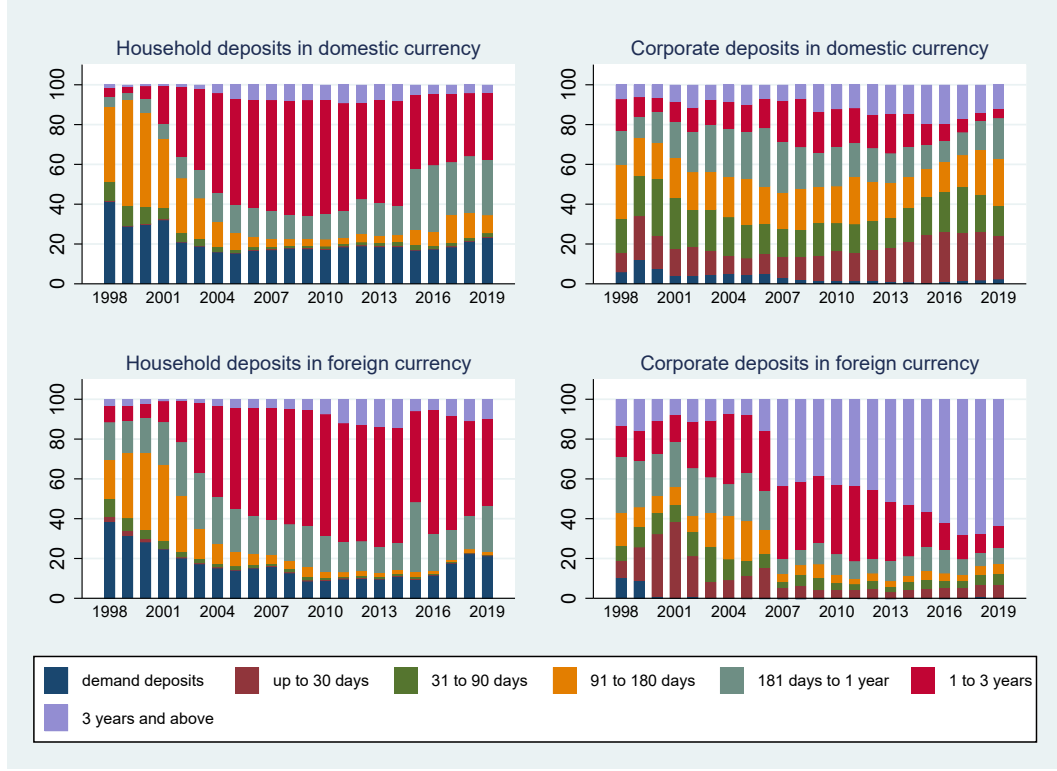 Household deposits in domestic currency
0 20 40 60 80 100
1998 2001 2004 2007 2010 2013 2016 2019
Corporate deposits in domestic currency
0 20 40 60 80 100
1998 2001 2004 2007 2010 2013 2016 2019
Household deposits in foreign currency
0 20 40 60 80 100
1998 2001 2004 2007 2010 2013 2016 2019
Corporate deposits in foreign currency
0 20 40 60 80 100
1998 2001 2004 2007 2010 2013 2016 2019
demand deposits up to 30 days 31 to 90 days 91 to 180 days 181 days to 1 year 1 to 3 years
3 years and above